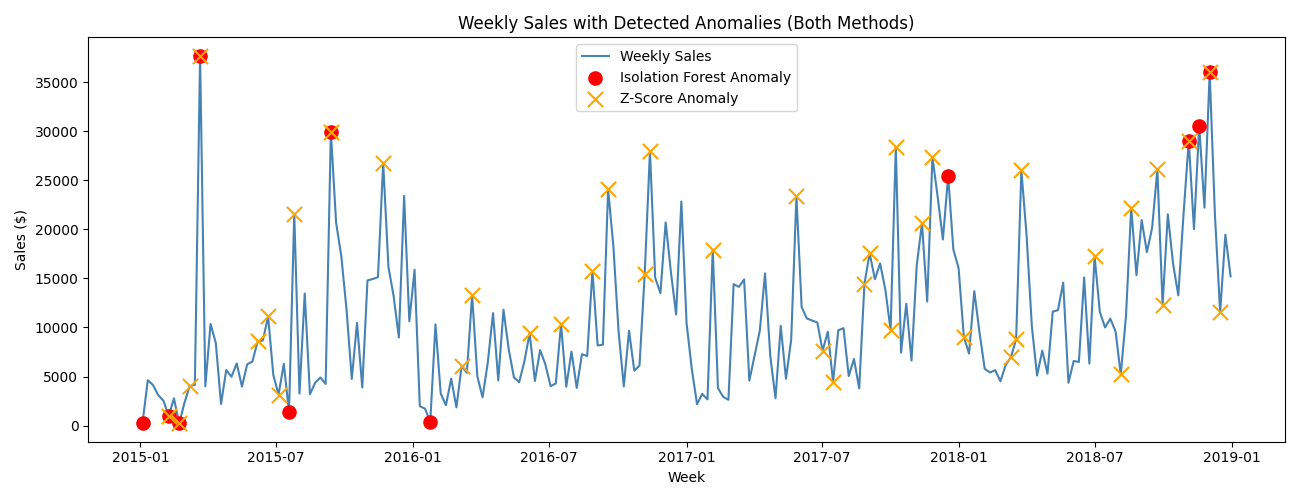 Weekly Sales with Detected Anomalies (Both Methods)
Weekly Sales
Isolation Forest Anomaly
Z-Score Anomaly
Sales ($)
35000
30000
25000
20000
15000
10000
5000
0
2015-01
2015-07
2016-01
2016-07
2017-01
2017-07
2018-01
2018-07
2019-01
Week